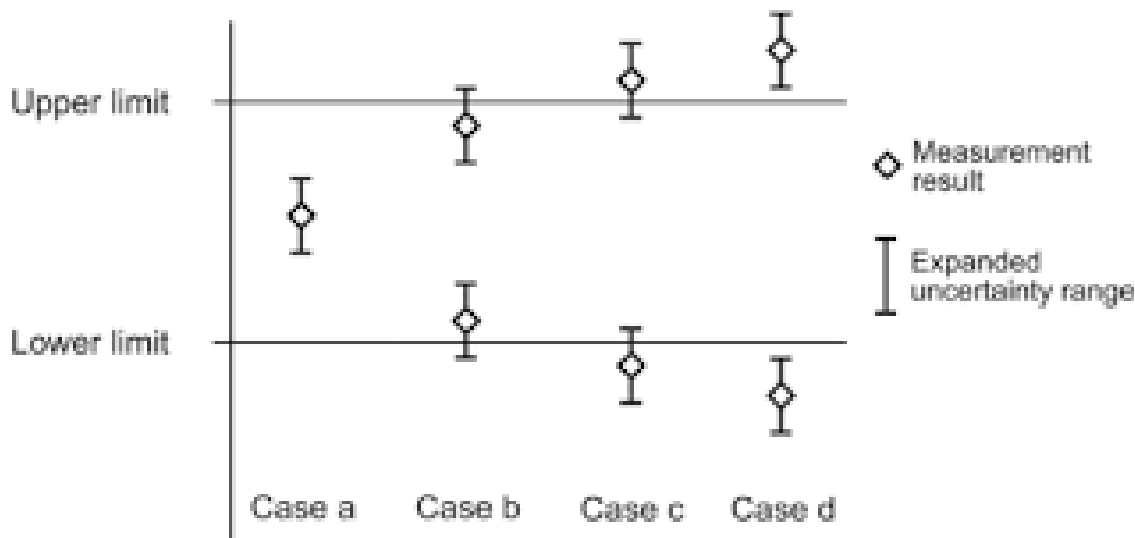 Upper limit
Measurement
result
Expanded
uncertainty range
Lower limit
Case a
Case b
Case c
Case d